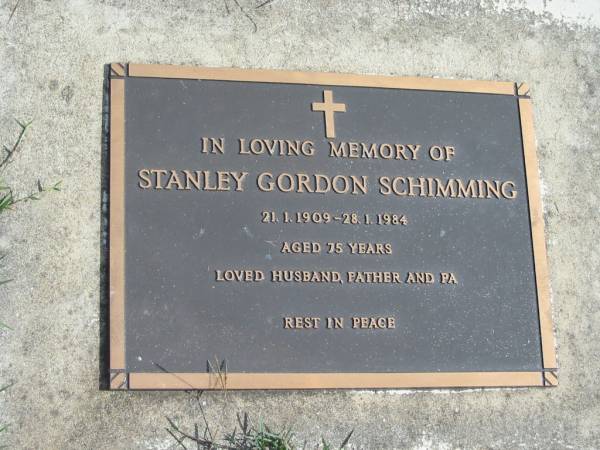 IN LOVING MEMORY OF
STANLEY GORDON SCHIMMING
21.1.1909-28.1.1984
AGED 75 YEARS
LOVED HUSBAND, FATHER AND PA
REST IN PEACE